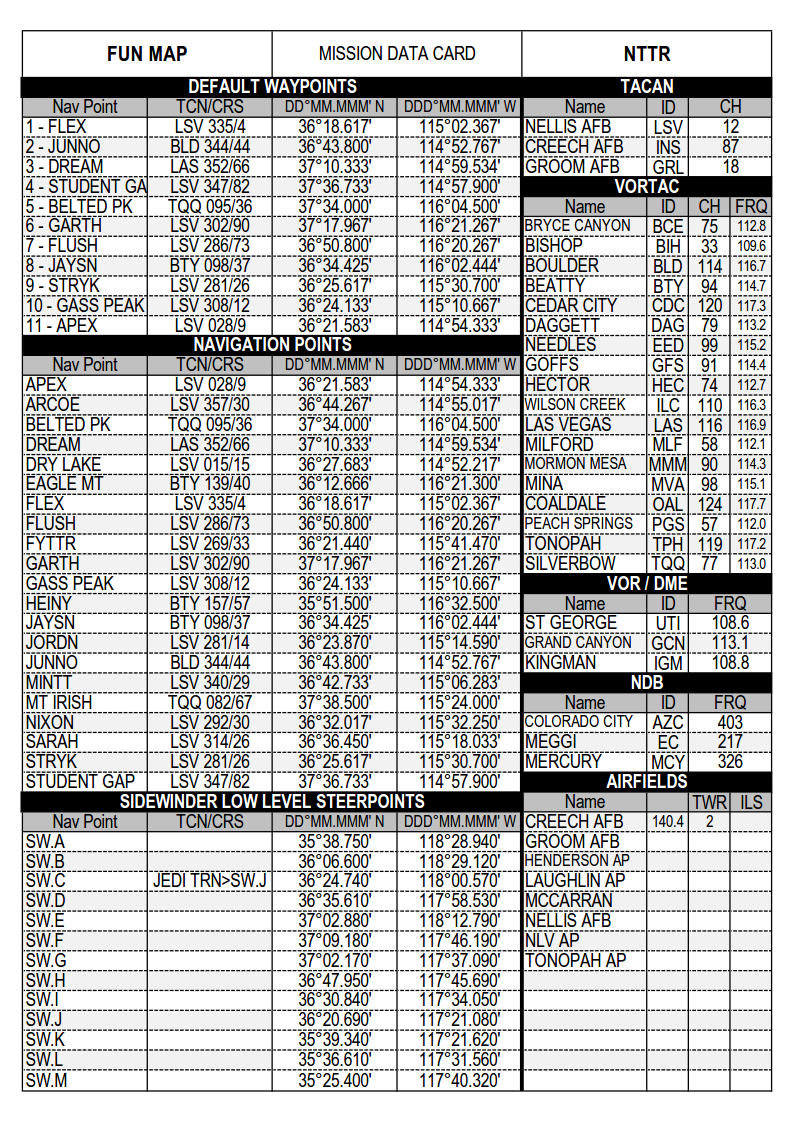 FUN MAP MISSION DATA CARD NTTR
DEFAULT WAYPOINTS
Nav Point TCN/CRS DD°MM.MMM' N DDD°MM.MMM' W
1 - FLEX LSV 335/4 36°18.617' 115°02.367'
2 - JUNNO BLD 344/44 36°43.800' 114°52.767'
3 - DREAM LAS 352/66 37°10.333' 114°59.534'
4 - STUDENT GA LSV 347/82 37°36.733' 114°57.900'
5 - BELTED PK TQQ 095/36 37°34.000' 116°04.500'
6 - GARTH LSV 302/90 37°17.967' 116°21.267'
7 - FLUSH LSV 286/73 36°50.800' 116°20.267'
8 - JAYSN BTY 098/37 36°34.425' 116°02.444'
9 - STRYK LSV 281/26 36°25.617' 115°30.700'
10 - GASS PEAK LSV 308/12 36°24.133' 115°10.667'
11 - APEX LSV 028/9 36°21.583' 114°54.333'
NAVIGATION POINTS
Nav Point TCN/CRS DD°MM.MMM' N DDD°MM.MMM' W
APEX LSV 028/9 36°21.583' 114°54.333'
ARCOE LSV 357/30 36°44.267' 114°55.017'
BELTED PK TQQ 095/36 37°34.000' 116°04.500'
DREAM LAS 352/66 37°10.333' 114°59.534'
DRY LAKE LSV 015/15 36°27.683' 114°52.217'
EAGLE MT BTY 139/40 36°12.666' 116°21.300'
FLEX LSV 335/4 36°18.617' 115°02.367'
FLUSH LSV 286/73 36°50.800' 116°20.267'
FYTTR LSV 269/33 36°21.440' 115°41.470'
GARTH LSV 302/90 37°17.967' 116°21.267'
GASS PEAK LSV 308/12 36°24.133' 115°10.667'
HEINY BTY 157/57 35°51.500' 116°32.500'
JAYSN BTY 098/37 36°34.425' 116°02.444'
JORDN LSV 281/14 36°23.870' 115°14.590'
JUNNO BLD 344/44 36°43.800' 114°52.767'
MINTT LSV 340/29 36°42.733' 115°06.283'
MT IRISH TQQ 082/67 37°38.500' 115°24.000'
NIXON LSV 292/30 36°32.017' 115°32.250'
SARAH LSV 314/26 36°36.450' 115°18.033'
STRYK LSV 281/26 36°25.617' 115°30.700'
STUDENT GAP LSV 347/82 37°36.733' 114°57.900'
SIDEWINDER LOW LEVEL STEERPOINTS
Nav Point TCN/CRS DD°MM.MMM' N DDD°MM.MMM' W
SW.A 35°38.750' 118°28.940'
SW.B 36°06.600' 118°29.120'
SW.C JEDI TRN>SW.J 36°24.740' 118°00.570'
SW.D 36°35.610' 117°58.530'
SW.E 37°02.880' 118°12.790'
SW.F 37°09.180' 117°46.190'
SW.G 37°02.170' 117°37.090'
SW.H 36°47.950' 117°45.690'
SW.I 36°30.840' 117°34.050'
SW.J 36°20.690' 117°21.080'
SW.K 35°39.340' 117°21.620'
SW.L 35°36.610' 117°31.560'
SW.M 35°25.400' 117°40.320'
TACAN
Name ID CH
NELLIS AFB LSV 12
CREECH AFB INS 87
GROOM AFB GRL 18
VORTAC
Name ID CH FRQ
BRYCE CANYON BCE 75 112.8
BISHOP BIH 33 109.6
BOULDER BLD 114 116.7
BEATTY BTY 94 114.7
CEDAR CITY CDC 120 117.3
DAGGETT DAG 79 113.2
NEEDLES EED 99 115.2
GOFFS GFS 91 114.4
HECTOR HEC 74 112.7
WILSON CREEK ILC 110 116.3
LAS VEGAS LAS 116 116.9
MILFORD MLF 58 112.1
MORMON MESA MMM 90 114.3
MINA MVA 98 115.1
COALDALE OAL 124 117.7
PEACH SPRINGS PGS 57 112.0
TONOPAH TPH 119 117.2
SILVERBOW TQQ 77 113.0
VOR / DME
Name ID FRQ
ST GEORGE UTI 108.6
GRAND CANYON GCN 113.1
KINGMAN IGM 108.8
NDB
Name ID FRQ
COLORADO CITY AZC 403
MEGGI EC 217
MERCURY MCY 326
AIRFIELDS
Name TWR ILS
CREECH AFB 140.4 2
GROOM AFB
HENDERSON AP
LAUGHLIN AP
MCCARRAN
NELLIS AFB
NLV AP
TONOPAH AP